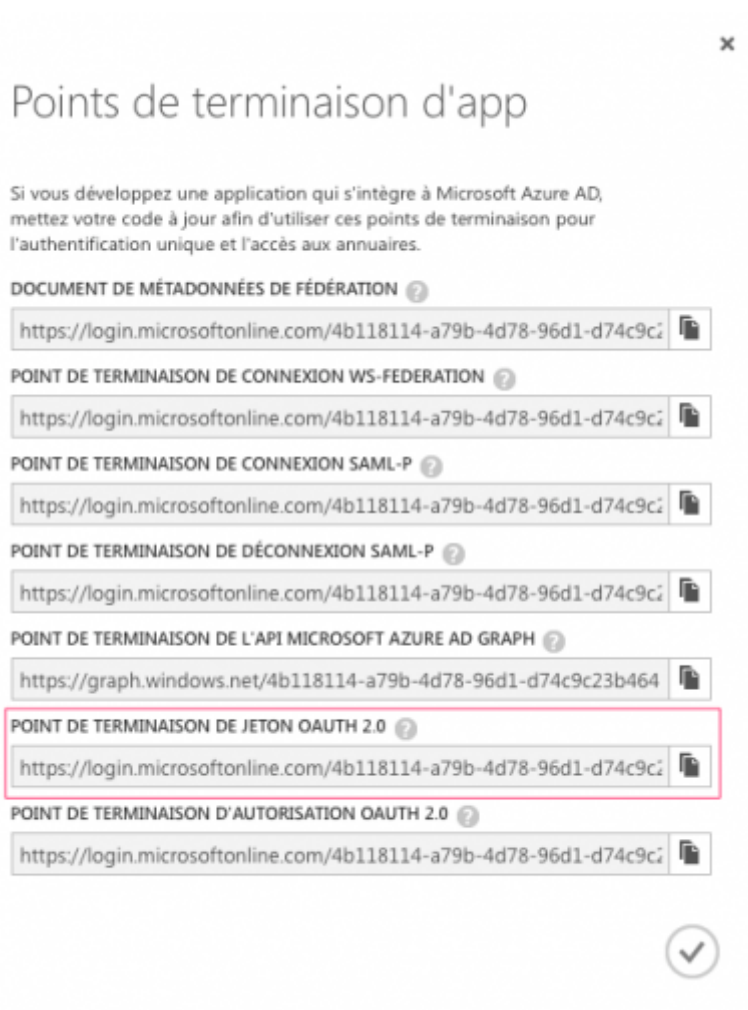 Points de terminaison d'app
Si vous développez une application qui s'intègre à Microsoft Azure AD,
mettez votre code à jour afin d'utiliser ces points de terminaison pour
l'authentification unique et l'accès aux annuaires.
DOCUMENT DE MÉTADONNÉES DE FÉDÉRATION ?
https://login.microsoftonline.com/4b118114-a79b-4d78-96d1-d74c9c2
POINT DE TERMINAISON DE CONNEXION WS-FEDERATION ?
https://login.microsoftonline.com/4b118114-a79b-4d78-96d1-d74c9c2
POINT DE TERMINAISON DE CONNEXION SAML-P ?
https://login.microsoftonline.com/4b118114-a79b-4d78-96d1-d74c9c2
POINT DE TERMINAISON DE DÉCONNEXION SAML-P ?
https://login.microsoftonline.com/4b118114-a79b-4d78-96d1-d74c9c2
POINT DE TERMINAISON DE L'API MICROSOFT AZURE AD GRAPH ?
https://graph.windows.net/4b118114-a79b-4d78-96d1-d74c9c23b464
POINT DE TERMINAISON DE JETON OAUTH 2.0 ?
https://login.microsoftonline.com/4b118114-a79b-4d78-96d1-d74c9c2
POINT DE TERMINAISON D'AUTORISATION OAUTH 2.0 ?
https://login.microsoftonline.com/4b118114-a79b-4d78-96d1-d74c9c2